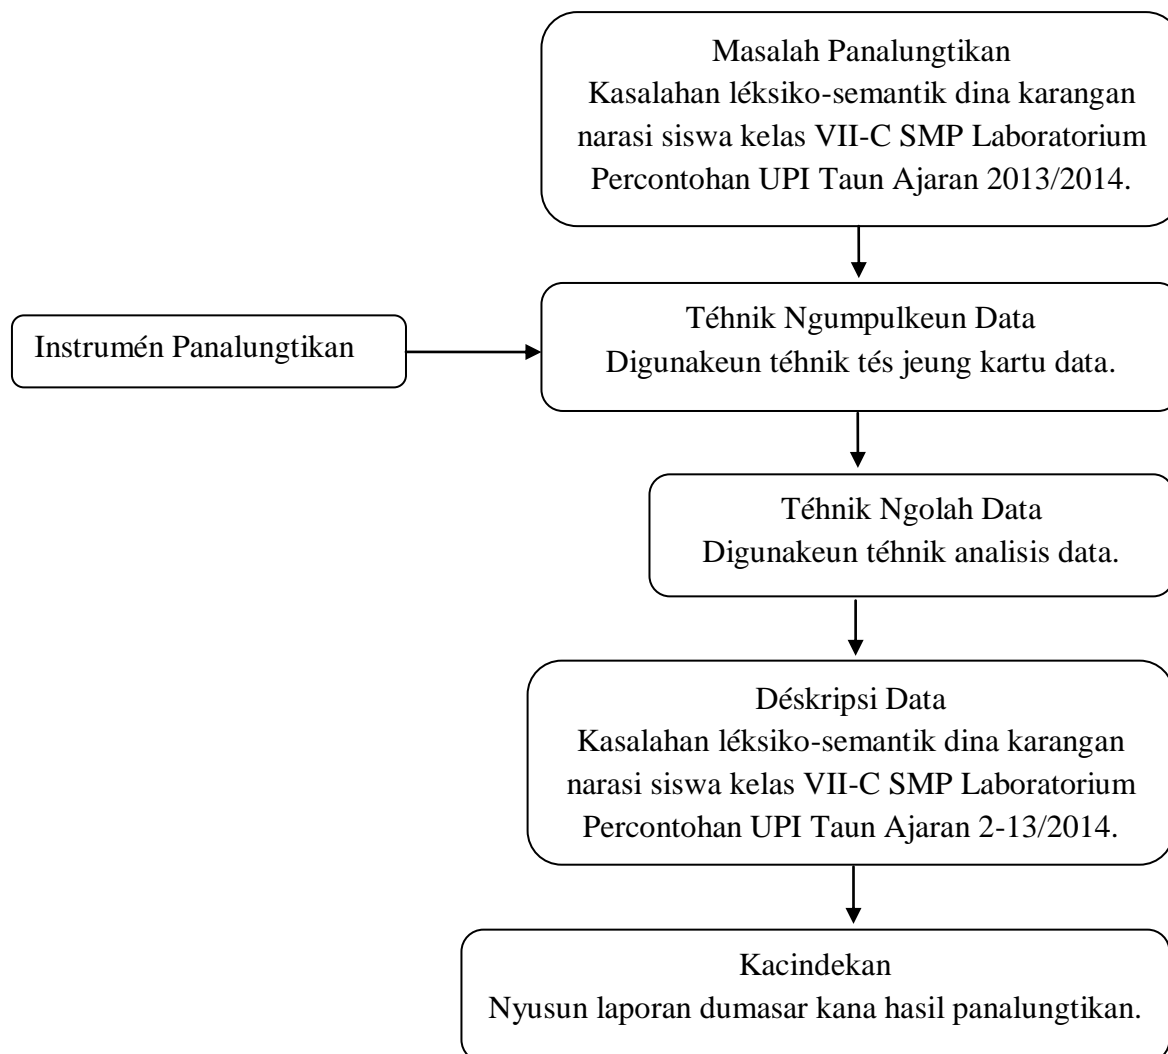 Masalah Panalungtikan
Kasalahan léksiko-semantik dina karangan
narasi siswa kelas VII-C SMP Laboratorium
Percontohan UPI Taun Ajaran 2013/2014.
Instrumén Panalungtikan
Téhnik Ngumpulkeun Data
Digunakeun téhnik tés jeung kartu data.
Téhnik Ngolah Data
Digunakeun téhnik analisis data.
Déskripsi Data
Kasalahan léksiko-semantik dina karangan
narasi siswa kelas VII-C SMP Laboratorium
Percontohan UPI Taun Ajaran 2-13/2014.
Kacindekan
Nyusun laporan dumasar kana hasil panalungtikan.